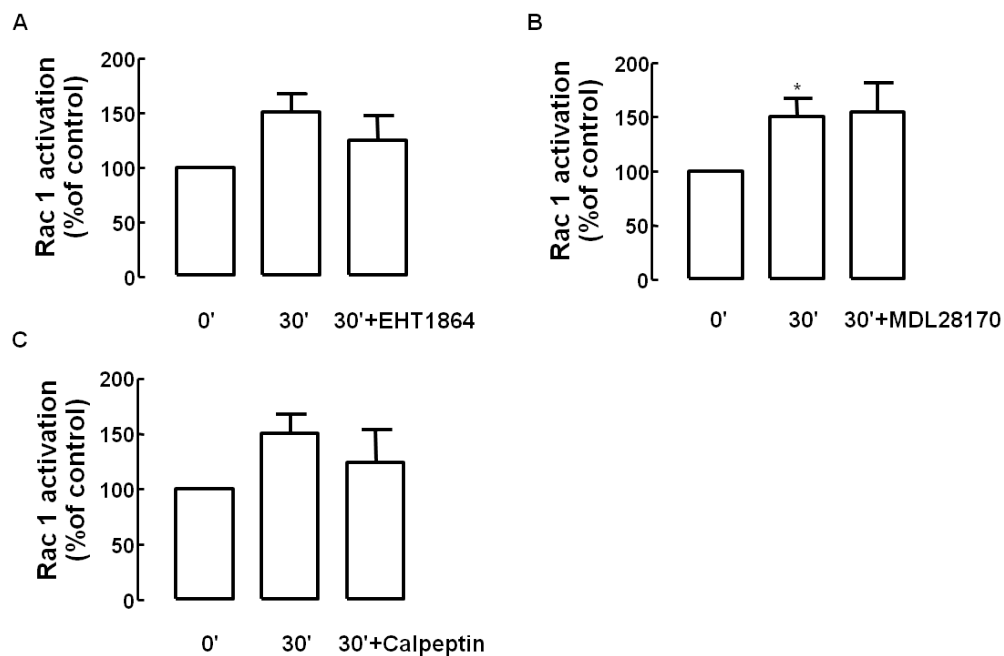 A
Rac 1 activation
(%of control)
200
150
100
50
0
0' 30' 30'+EHT1864
B
Rac 1 activation
(%of control)
200
150
100
50
0
*
0' 30' 30'+MDL28170
C
Rac 1 activation
(%of control)
200
150
100
50
0
0' 30' 30'+Calpeptin